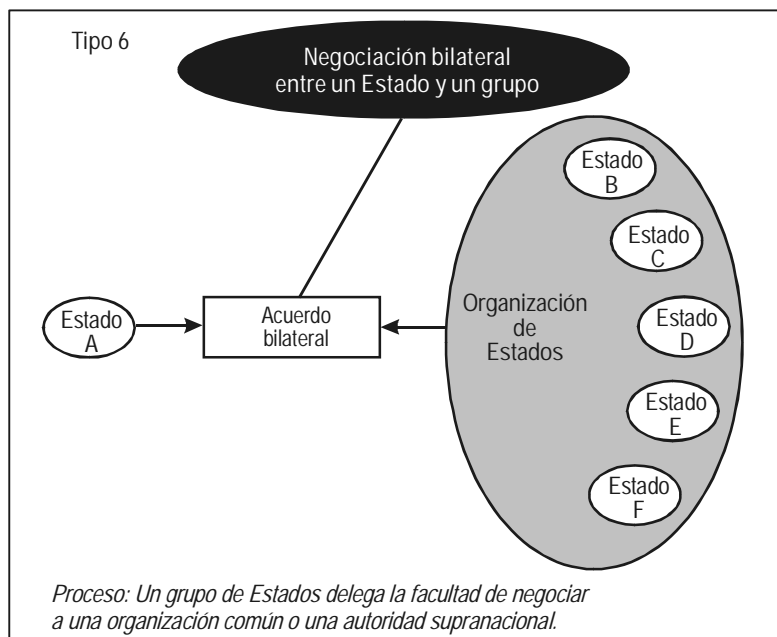 Tipo 6
Negociación bilateral
entre un Estado y un grupo
Estado
B
Estado
C
Estado
A
Acuerdo
bilateral
Organización
de
Estados
Estado
D
Estado
E
Estado
F
Proceso: Un grupo de Estados delega la facultad de negociar
a una organización común o una autoridad supranacional.